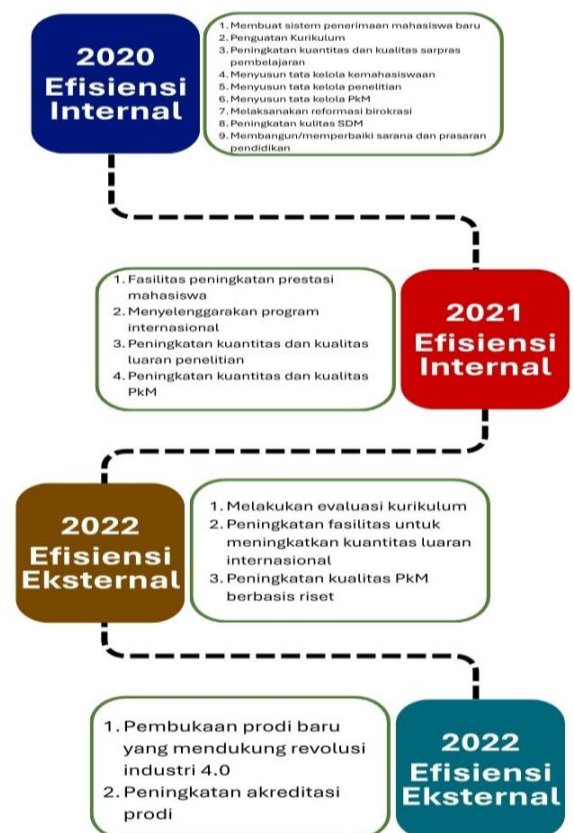 2020
Efisiensi
Internal
1. Membuat sistem penerimaan mahasiswa baru
2. Penguatan Kurikulum
3. Peningkatan kuantitas dan kualitas sarpras
pembelajaran
4. Menyusun tata kelola kemahasiswaan
5. Menyusun tata kelola penelitian
6. Menyusun tata kelola PkM
7. Melaksanakan reformasi birokrasi
8. Peningkatan kulitas SDM
9. Membangun/memperbaiki sarana dan prasaran
pendidikan
1. Fasilitas peningkatan prestasi
mahasiswa
2. Menyelenggarakan program
internasional
3. Peningkatan kuantitas dan kualitas
luaran penelitian
4. Peningkatan kuantitas dan kualitas
PkM
2021
Efisiensi
Internal
2022
Efisiensi
Eksternal
1. Melakukan evaluasi kurikulum
2. Peningkatan fasilitas untuk
meningkatkan kuantitas luaran
internasional
3. Peningkatan kualitas PkM
berbasis riset
1. Pembukaan prodi baru
yang mendukung revolusi
industri 4.0
2. Peningkatan akreditasi
prodi
2022
Efisiensi
Eksternal